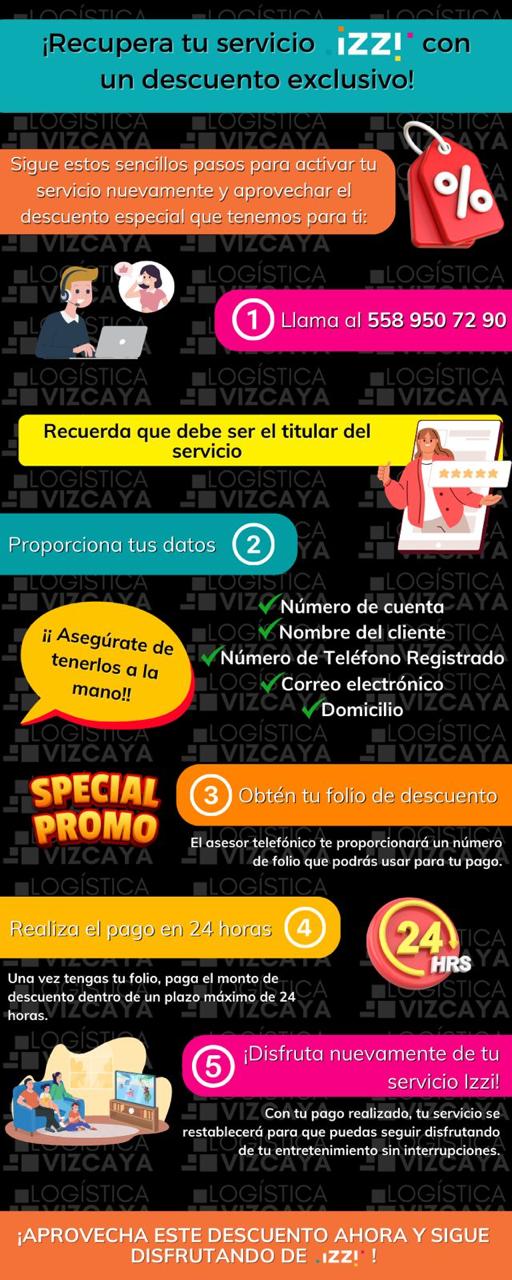 ¡Recupera tu servicio izzi! con
un descuento exclusivo!
Sigue estos sencillos pasos para activar tu
servicio nuevamente y aprovechar el
descuento especial que tenemos para ti:
%
1 Llama al 558 950 72 90
Recuerda que debe ser el titular del
servicio
Proporciona tus datos 2
¡¡ Asegúrate de
tenerlos a la
mano!!
Número de cuenta
Nombre del cliente
Número de Teléfono Registrado
Correo electrónico
Domicilio
SPECIAL
PROMO
3 Obtén tu folio de descuento
El asesor telefónico te proporcionará un número
de folio que podrás usar para tu pago.
Realiza el pago en 24 horas 4
24
HRS
Una vez tengas tu folio, paga el monto de
descuento dentro de un plazo máximo de 24
horas.
5 ¡Disfruta nuevamente de tu
servicio Izzi!
Con tu pago realizado, tu servicio se
restablecerá para que puedas seguir disfrutando
de tu entretenimiento sin interrupciones.
¡APROVECHA ESTE DESCUENTO AHORA Y SIGUE
DISFRUTANDO DE izzi! !
LOGÍSTICA
VIZCAYA